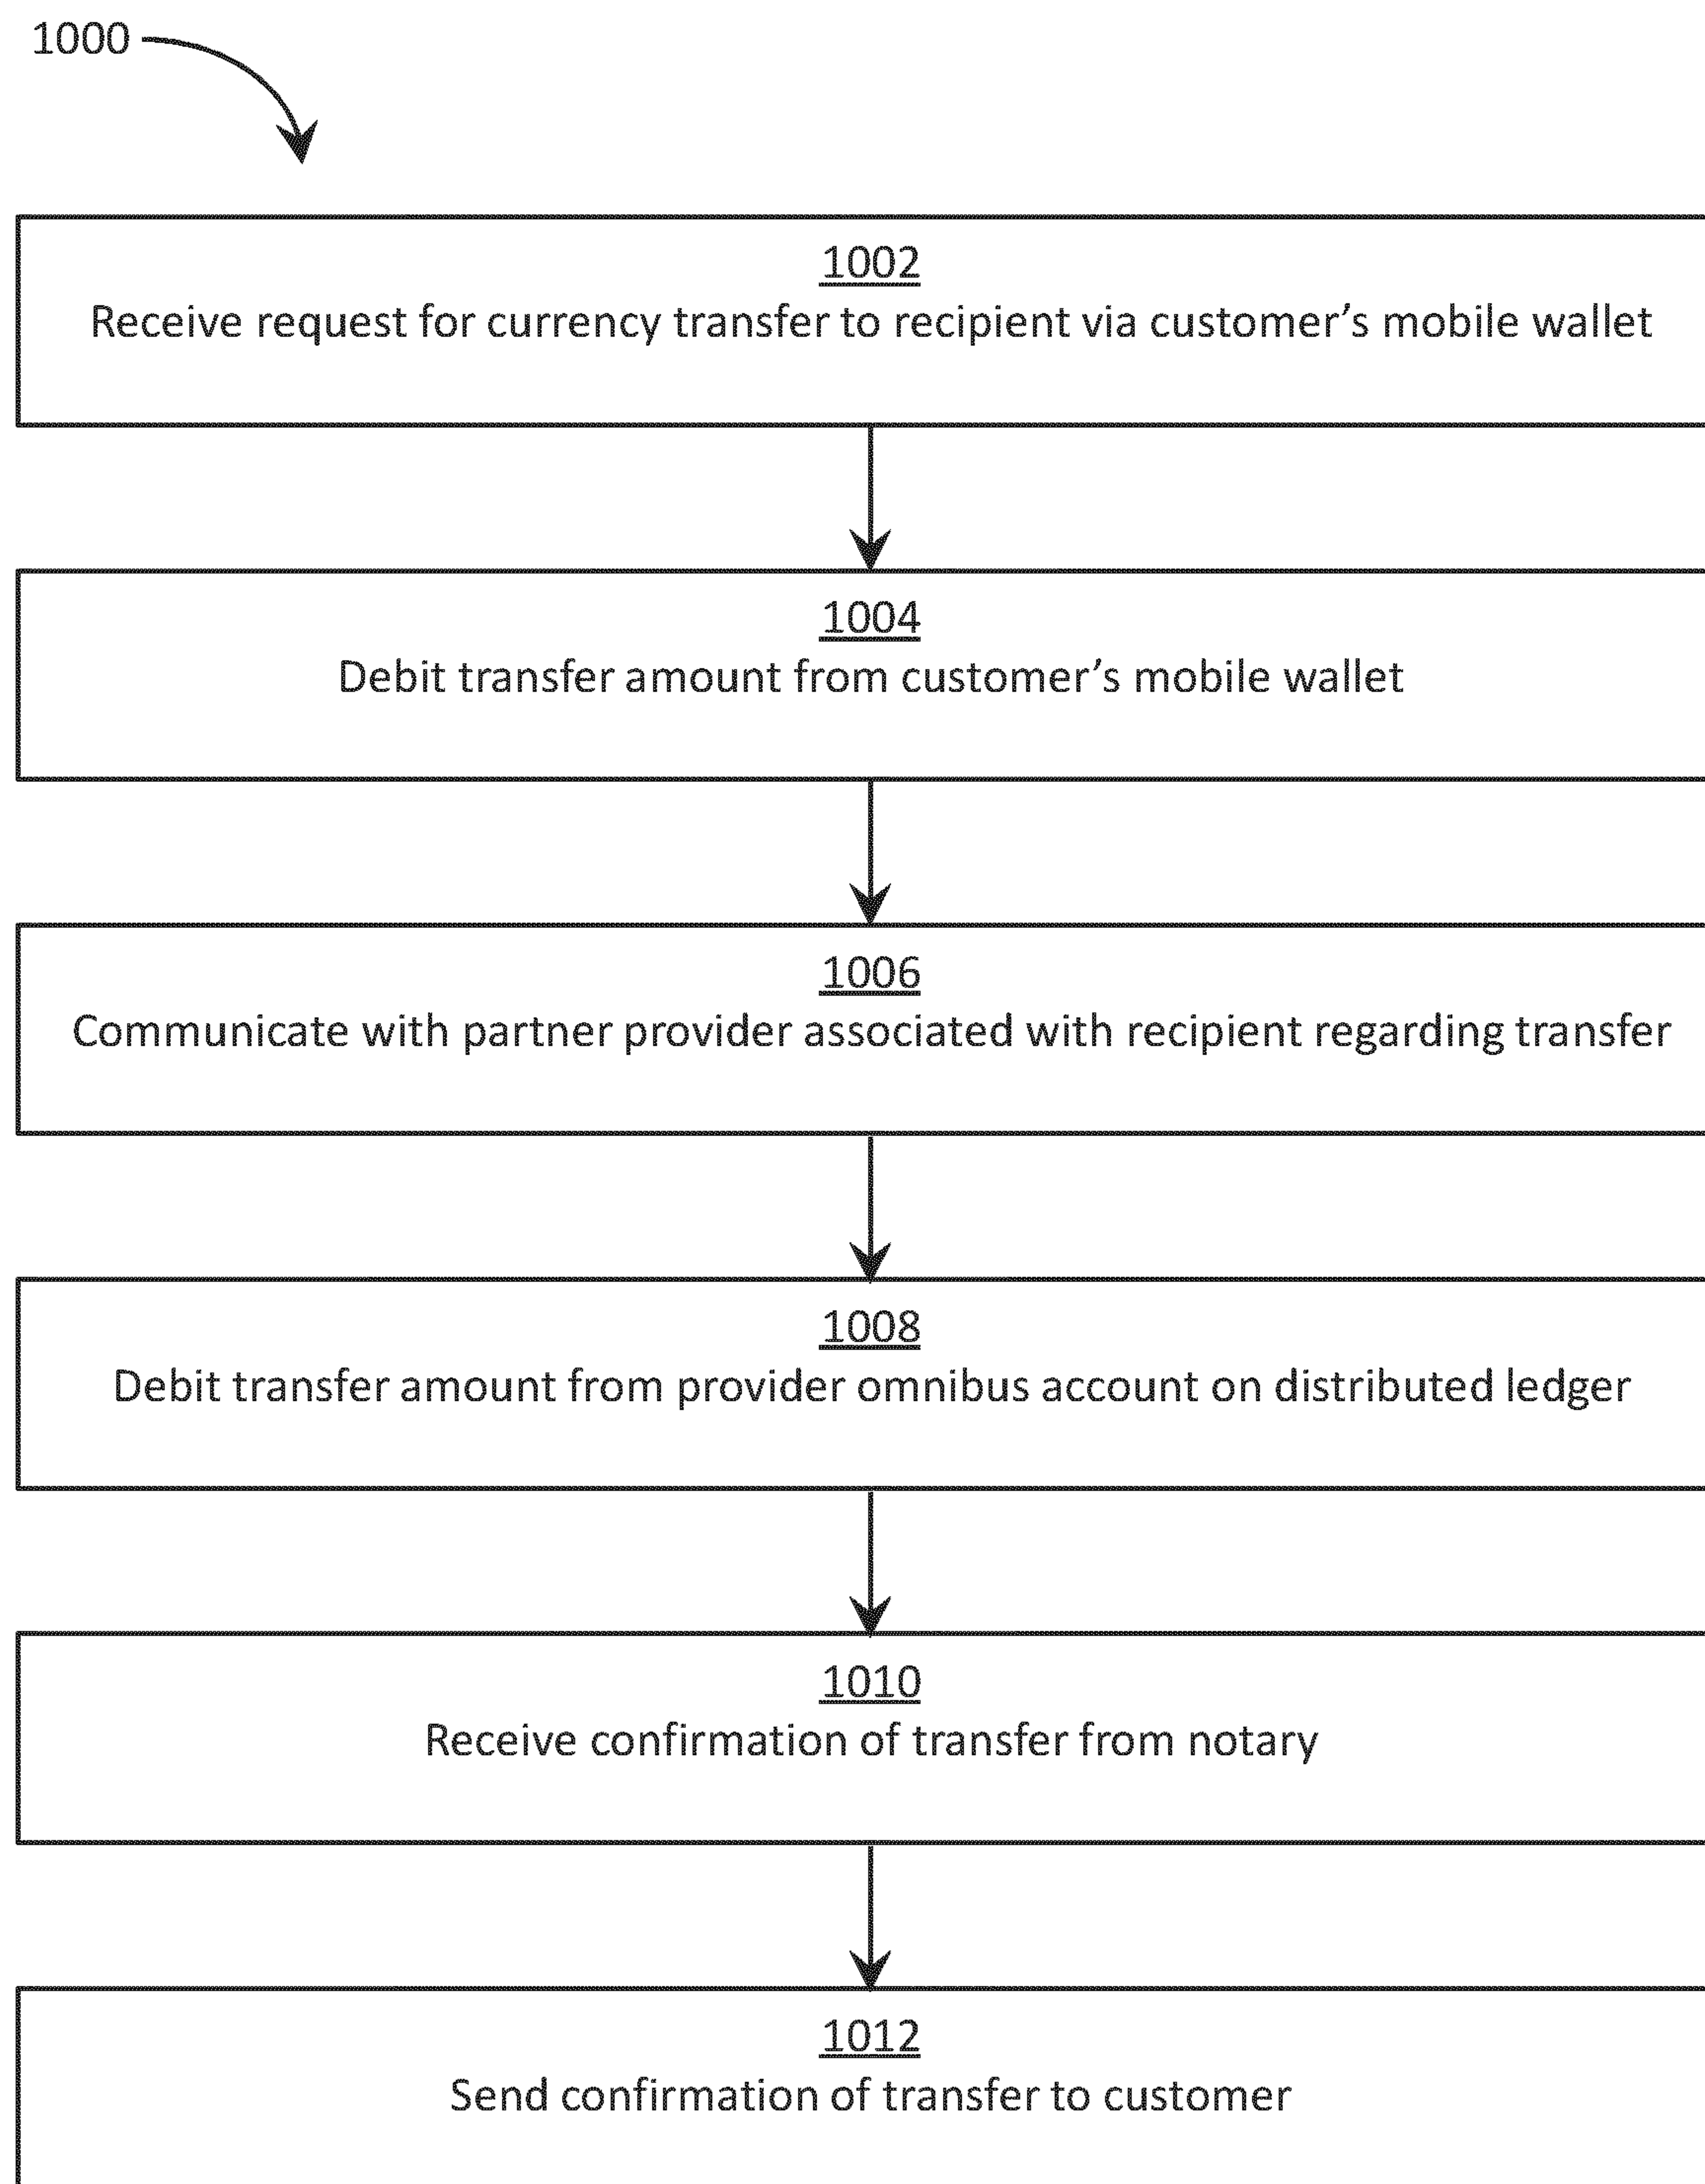 1000
1002
Receive request for currency transfer to recipient via customer’s mobile wallet
1004
Debit transfer amount from customer’s mobile wallet
1006
Communicate with partner provider associated with recipient regarding transfer
1008
Debit transfer amount from provider omnibus account on distributed ledger
1010
Receive confirmation of transfer from notary
1012
Send confirmation of transfer to customer